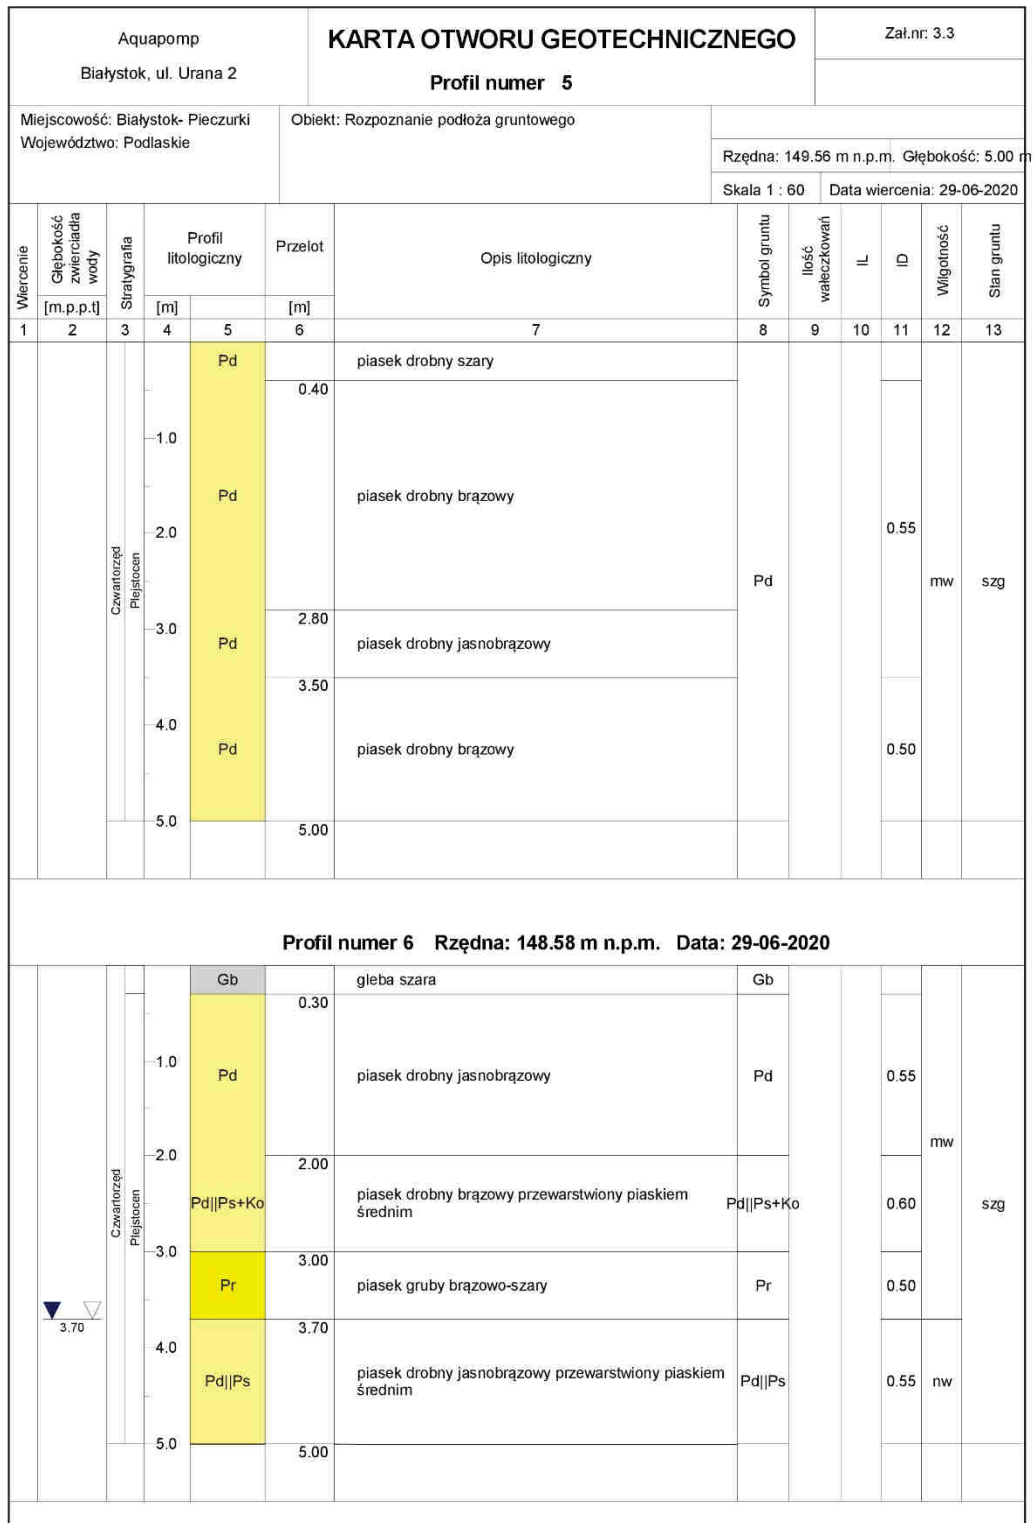 Aquapomp
Białystok, ul. Urana 2
KARTA OTWORU GEOTECHNICZNEGO
Profil numer 5
Zał.nr: 3.3
Miejscowość: Białystok- Pieczurki
Województwo: Podlaskie
Obiekt: Rozpoznanie podłoża gruntowego
Rzędna: 149.56 m n.p.m. Głębokość: 5.00 m
Skala 1 : 60 Data wiercenia: 29-06-2020
Wiercenie
Głębokość
zwierciadła
wody
[m.p.p.t]
Stratygrafia
Profil
litologiczny
[m]
Przelot
[m]
Opis litologiczny
Symbol gruntu
Ilość
wałeczkowań
IL
ID
Wilgotność
Stan gruntu
1 2 3 4 5 6 7 8 9 10 11 12 13
Pd piasek drobny szary
0.40
1.0
Pd piasek drobny brązowy
2.0 0.55
Czwartorzęd
Plejstocen
Pd mw szg
2.80
3.0
Pd piasek drobny jasnobrązowy
3.50
4.0
Pd piasek drobny brązowy 0.50
5.0
5.00
Profil numer 6 Rzędna: 148.58 m n.p.m. Data: 29-06-2020
Gb gleba szara Gb
0.30
1.0
Pd piasek drobny jasnobrązowy Pd 0.55
mw
2.0
2.00
Czwartorzęd
Plejstocen
Pd||Ps+Ko piasek drobny brązowy przewarstwiony piaskiem
średnim
Pd||Ps+Ko 0.60 szg
3.0
3.00
Pr piasek gruby brązowo-szary Pr 0.50
3.70
3.70
4.0
Pd||Ps piasek drobny jasnobrązowy przewarstwiony piaskiem
średnim
Pd||Ps 0.55 nw
5.0
5.00